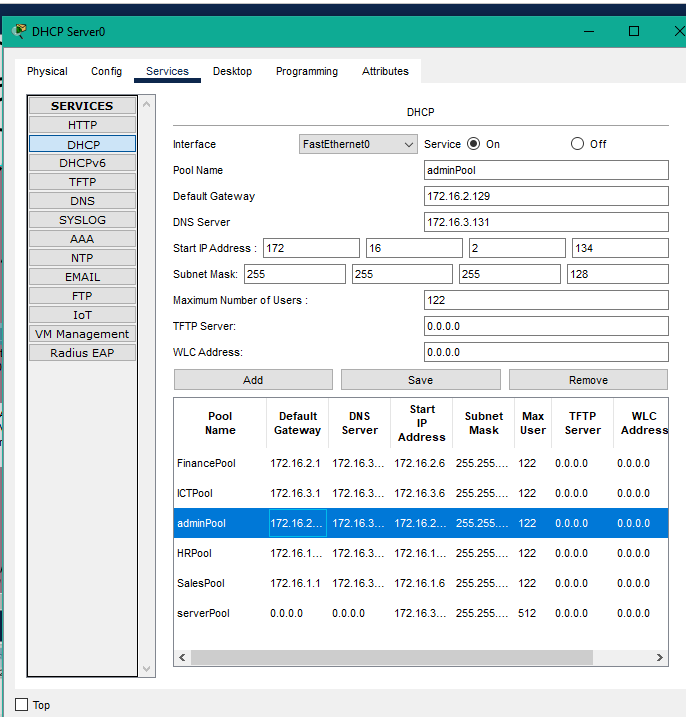 DHCP Server0
Physical Config Services Desktop Programming Attributes
SERVICES
HTTP
DHCP
DHCPv6
TFTP
DNS
SYSLOG
AAA
NTP
EMAIL
FTP
IoT
VM Management
Radius EAP
DHCP
Interface FastEthernet0 Service On Off
Pool Name adminPool
Default Gateway 172.16.2.129
DNS Server 172.16.3.131
Start IP Address : 172 16 2 134
Subnet Mask: 255 255 255 128
Maximum Number of Users : 122
TFTP Server: 0.0.0.0
WLC Address: 0.0.0.0
Add Save Remove
Pool Name Default Gateway DNS Server Start IP Address Subnet Mask Max User TFTP Server WLC Address
FinancePool 172.16.2.1 172.16.3... 172.16.2.6 255.255.... 122 0.0.0.0 0.0.0.0
ICTPool 172.16.3.1 172.16.3... 172.16.3.6 255.255.... 122 0.0.0.0 0.0.0.0
adminPool 172.16.2... 172.16.3... 172.16.2... 255.255.... 122 0.0.0.0 0.0.0.0
HRPool 172.16.1... 172.16.3... 172.16.1... 255.255.... 122 0.0.0.0 0.0.0.0
SalesPool 172.16.1.1 172.16.3... 172.16.1.6 255.255.... 122 0.0.0.0 0.0.0.0
serverPool 0.0.0.0 0.0.0.0 172.16.3... 255.255.... 512 0.0.0.0 0.0.0.0
Top